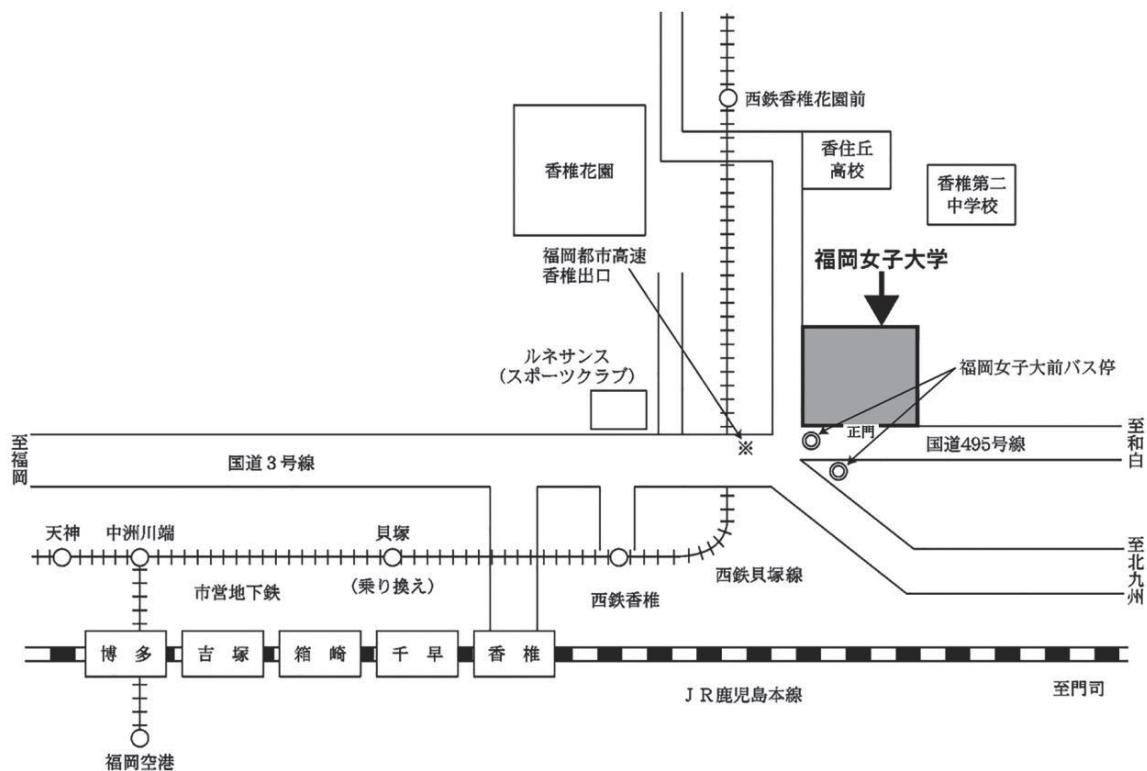 西鉄香椎花園前
香椎花園
香住丘
高校
香椎第二
中学校
福岡都市高速
香椎出口
福岡女子大学
ルネサンス
（スポーツクラブ）
福岡女子大前バス停
至福岡
国道３号線
※
正門
国道495号線
至和白
天神
中洲川端
貝塚
（乗り換え）
市営地下鉄
西鉄香椎
西鉄貝塚線
至北九州
博多
吉塚
箱崎
千早
香椎
ＪＲ鹿児島本線
至門司
福岡空港